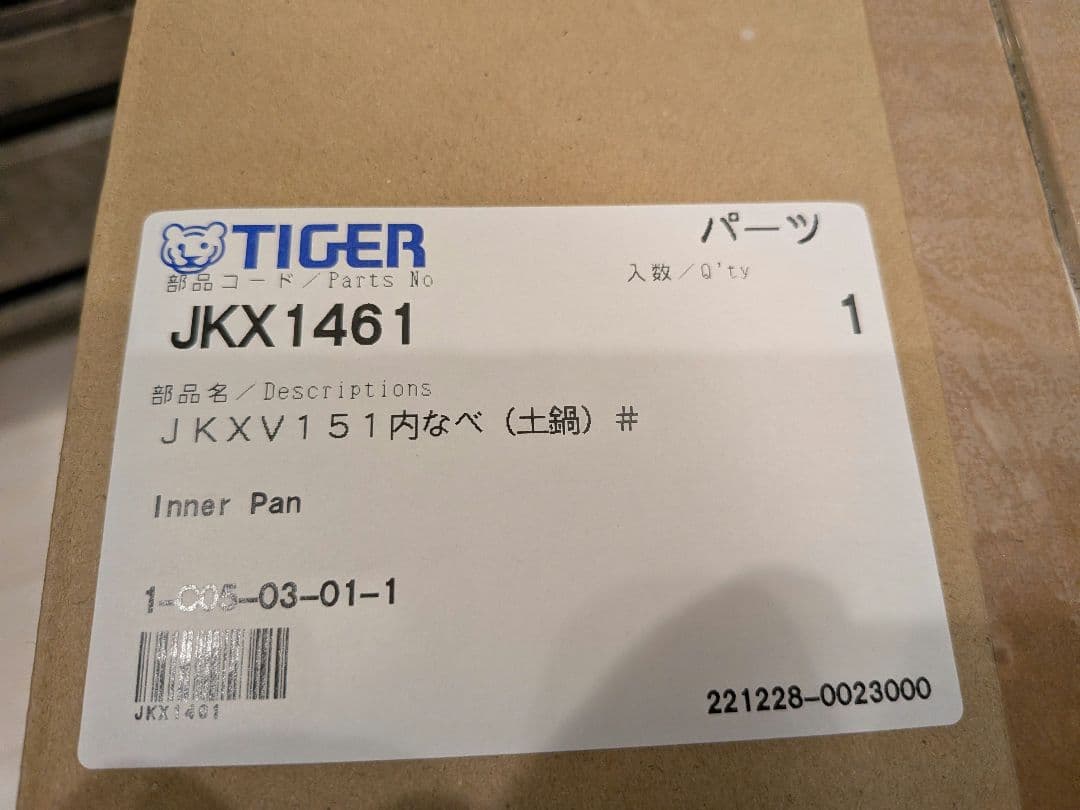 TIGER
パーツ
部品コード／Parts No
入数／Q'ty
JKX1461
1
部品名／Descriptions
ＪＫＸＶ１５１内なべ（土鍋）＃
Inner Pan
1-C05-03-01-1
JKX1461
221228-0023000